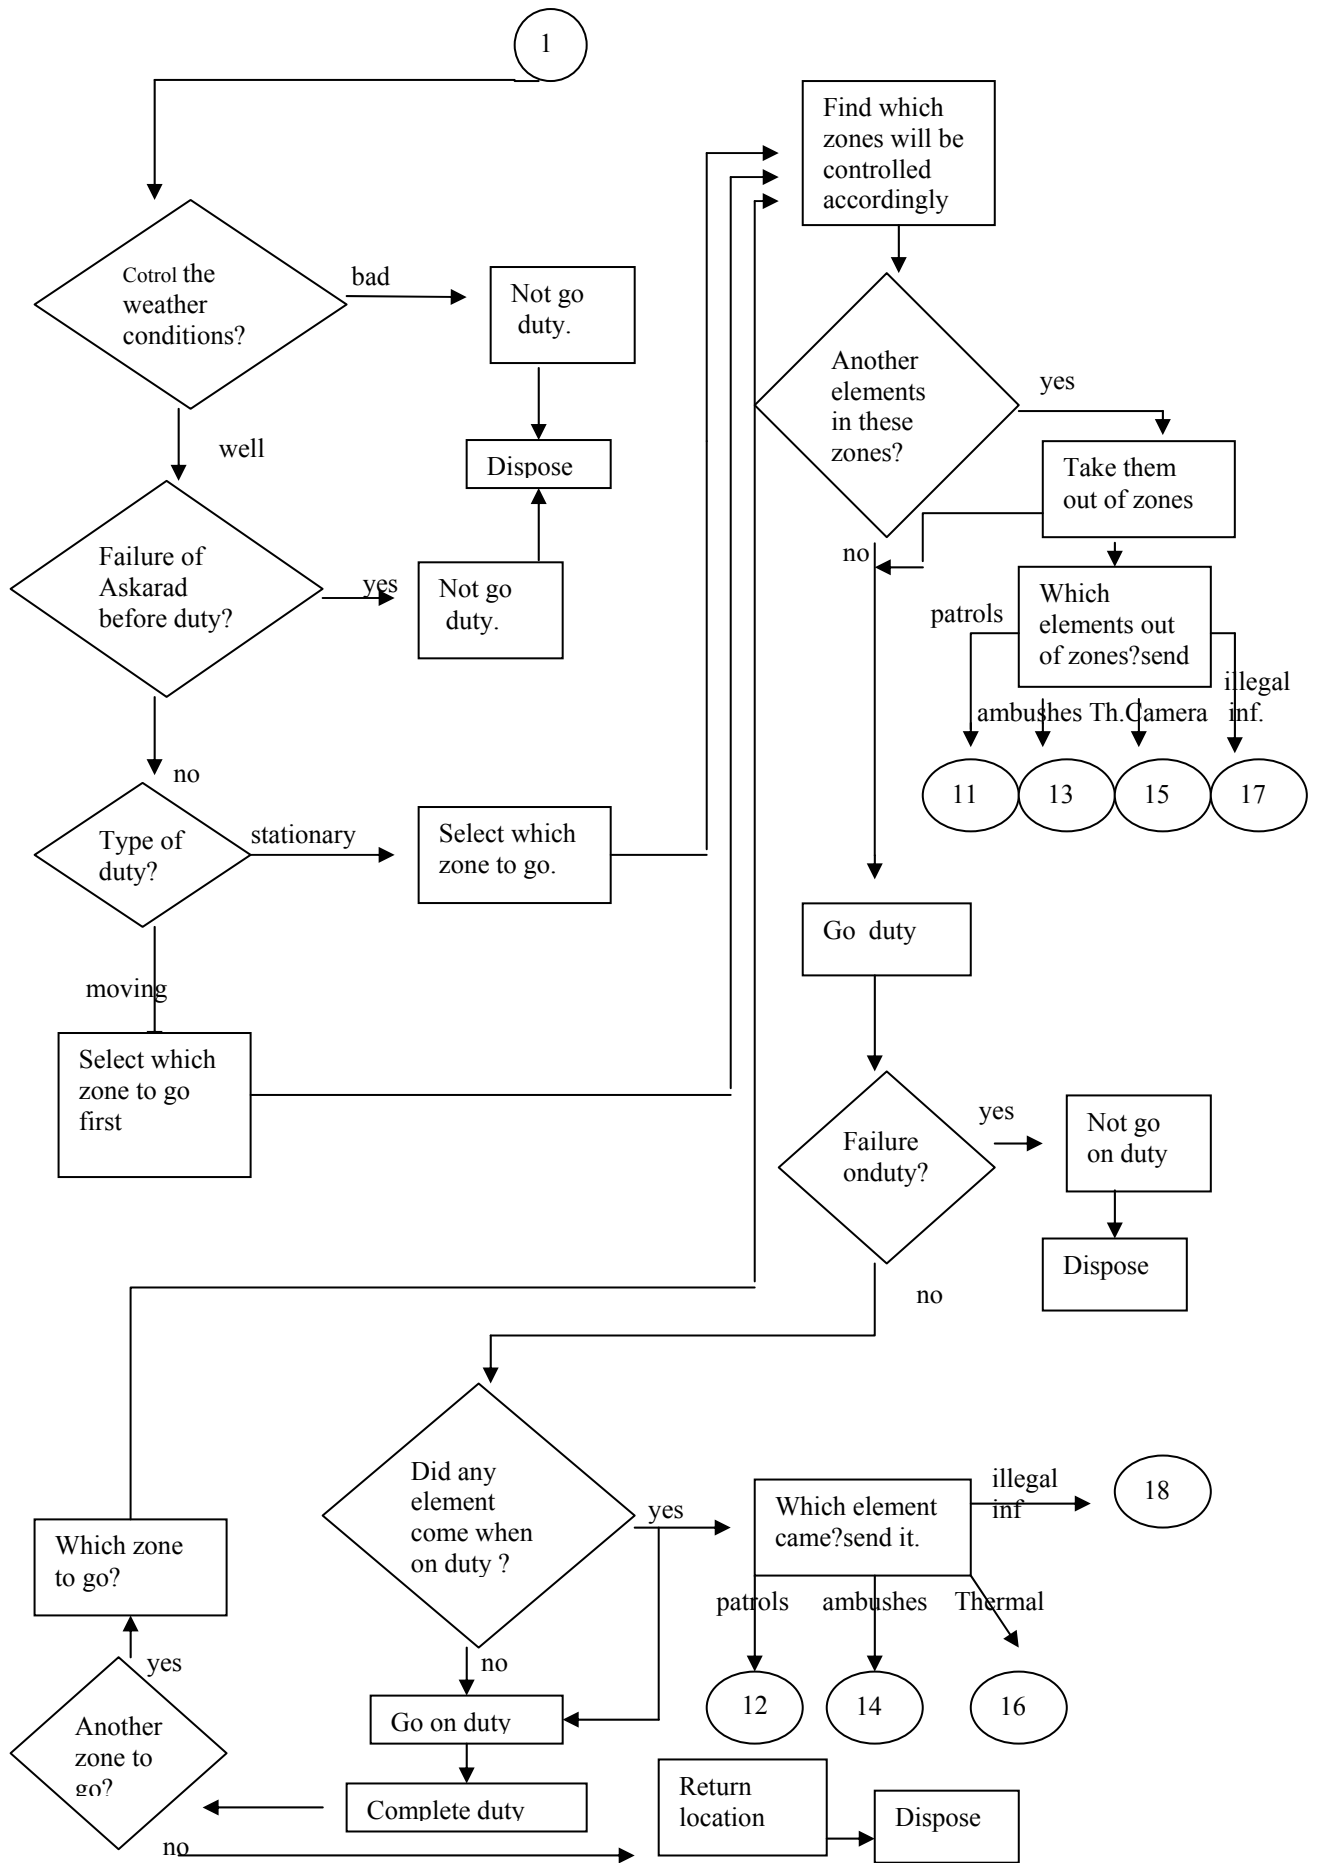 1
Cotrol the
weather
conditions?
bad
Not go
duty.
well
Dispose
Failure of
Askarad
before duty?
yes
Not go
duty.
no
Type of
duty?
stationary
Select which
zone to go.
moving
Select which
zone to go
first
Find which
zones will be
controlled
accordingly
Another
elements
in these
zones?
yes
Take them
out of zones
no
Which
elements out
of zones?send
patrols
ambushes Th.Camera
illegal
inf.
11
13
15
17
Go duty
Failure
onduty?
yes
Not go
on duty
Dispose
no
Did any
element
come when
on duty ?
yes
Which element
came?send it.
illegal
inf
18
patrols
ambushes
Thermal
12
14
16
no
Go on duty
Complete duty
Which zone
to go?
yes
Another
zone to
go?
no
Return
location
Dispose